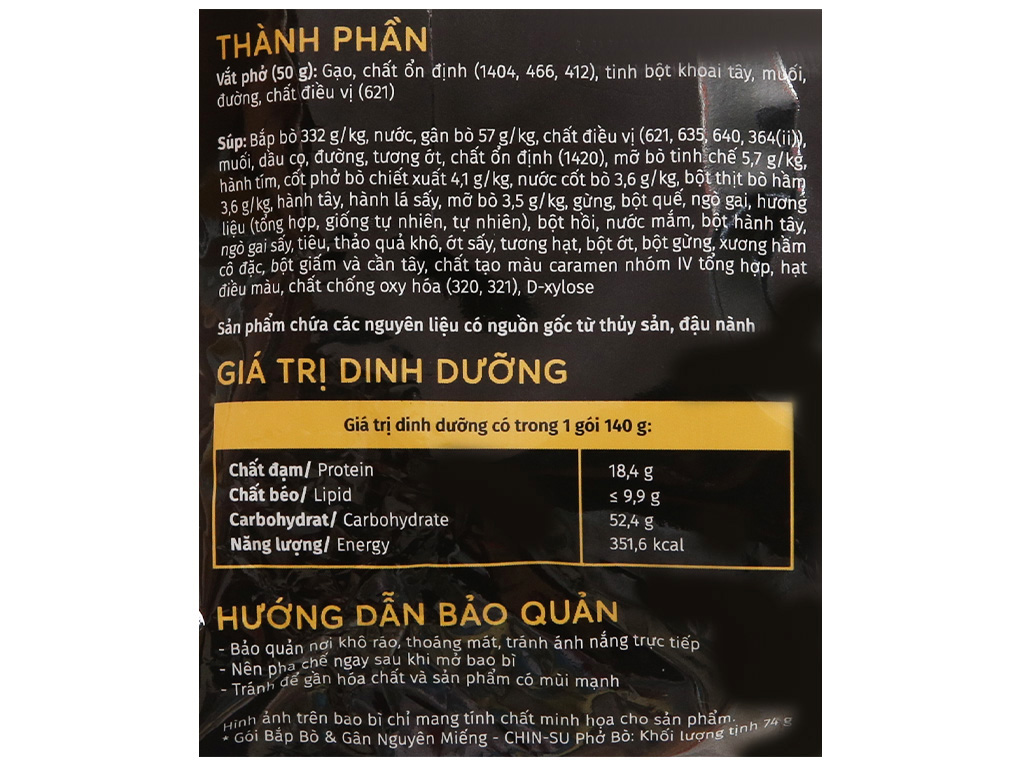 THÀNH PHẦN
Vắt phở (50 g): Gạo, chất ổn định (1404, 466, 412), tinh bột khoai tây, muối,
đường, chất điều vị (621)
Súp: Bắp bò 332 g/kg, nước, gân bò 57 g/kg, chất điều vị (621, 635, 640, 364(ii)),
muối, dầu cọ, đường, tương ớt, chất ổn định (1420), mỡ bò tinh chế 5,7 g/kg,
hành tím, cốt phở bò chiết xuất 4,1 g/kg, nước cốt bò 3,6 g/kg, bột thịt bò hầm
3,6 g/kg, hành tây, hành lá sấy, mỡ bò 3,5 g/kg, gừng, bột quế, ngò gai, hương
liệu (tổng hợp, giống tự nhiên, tự nhiên), bột hồi, nước mắm, bột hành tây,
ngò gai sấy, tiêu, thảo quả khô, ớt sấy, tương hạt, bột ớt, bột gừng, xương hầm
cô đặc, bột giấm và cần tây, chất tạo màu caramen nhóm IV tổng hợp, hạt
điều màu, chất chống oxy hóa (320, 321), D-xylose
Sản phẩm chứa các nguyên liệu có nguồn gốc từ thủy sản, đậu nành
GIÁ TRỊ DINH DƯỠNG
Giá trị dinh dưỡng có trong 1 gói 140 g:
Chất đạm/ Protein 18,4 g
Chất béo/ Lipid ≤ 9,9 g
Carbohydrat/ Carbohydrate 52,4 g
Năng lượng/ Energy 351,6 kcal
HƯỚNG DẪN BẢO QUẢN
- Bảo quản nơi khô ráo, thoáng mát, tránh ánh nắng trực tiếp
- Nên pha chế ngay sau khi mở bao bì
- Tránh để gần hóa chất và sản phẩm có mùi mạnh
Hình ảnh trên bao bì chỉ mang tính chất minh họa cho sản phẩm.
* Gói Bắp Bò & Gân Nguyên Miếng - CHIN-SU Phở Bò: Khối lượng tịnh 74 g